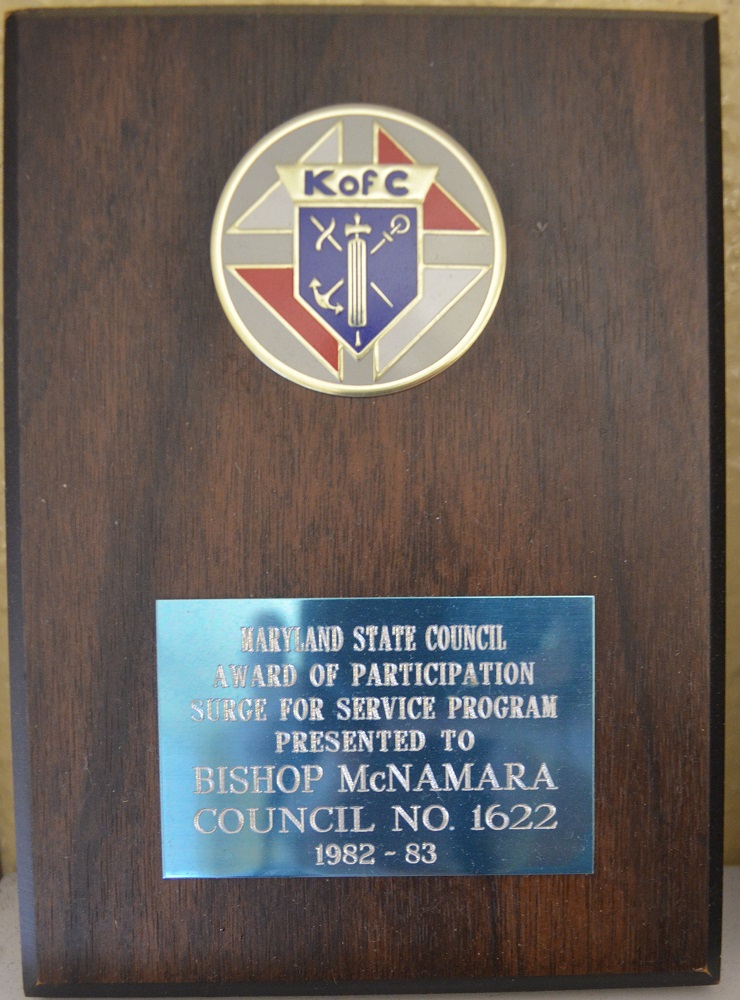 K of C
MARYLAND STATE COUNCIL
AWARD OF PARTICIPATION
SURGE FOR SERVICE PROGRAM
PRESENTED TO
BISHOP McNAMARA
COUNCIL NO. 1622
1982 - 83